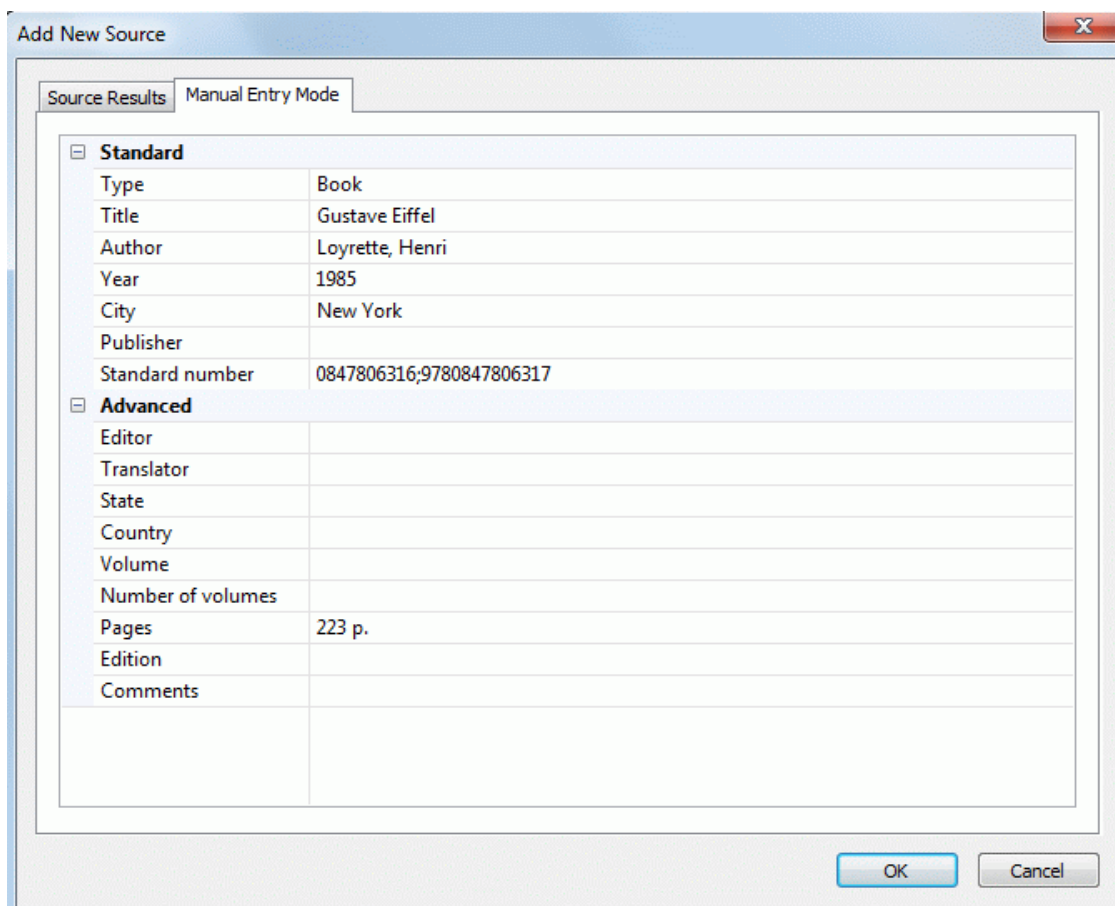 Add New Source
Source Results Manual Entry Mode
Standard
Type Book
Title Gustave Eiffel
Author Loyrette, Henri
Year 1985
City New York
Publisher
Standard number 0847806316;9780847806317
Advanced
Editor
Translator
State
Country
Volume
Number of volumes
Pages 223 p.
Edition
Comments
OK Cancel